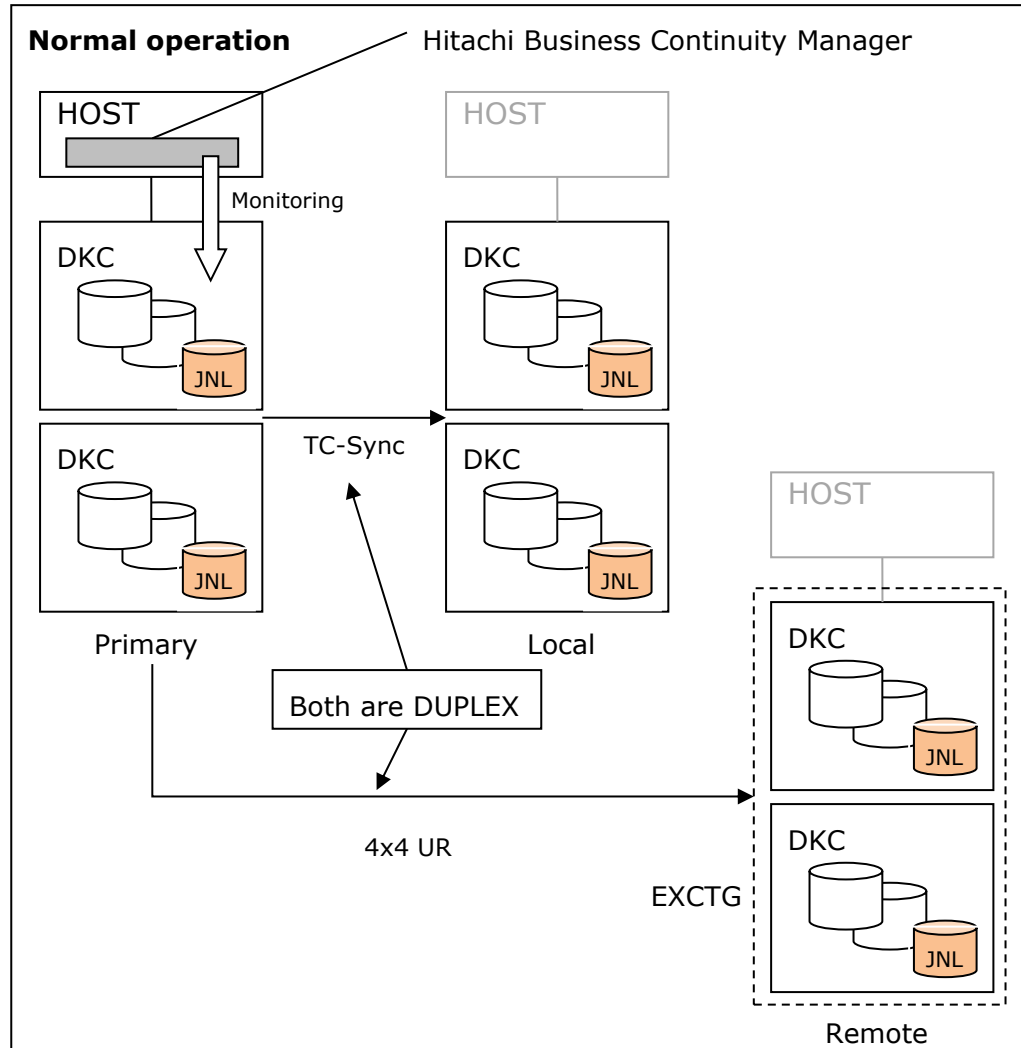 Normal operation
Hitachi Business Continuity Manager
HOST
HOST
Monitoring
DKC
JNL
DKC
JNL
TC-Sync
DKC
JNL
DKC
JNL
HOST
Primary
Local
DKC
JNL
Both are DUPLEX
4x4 UR
DKC
JNL
EXCTG
Remote